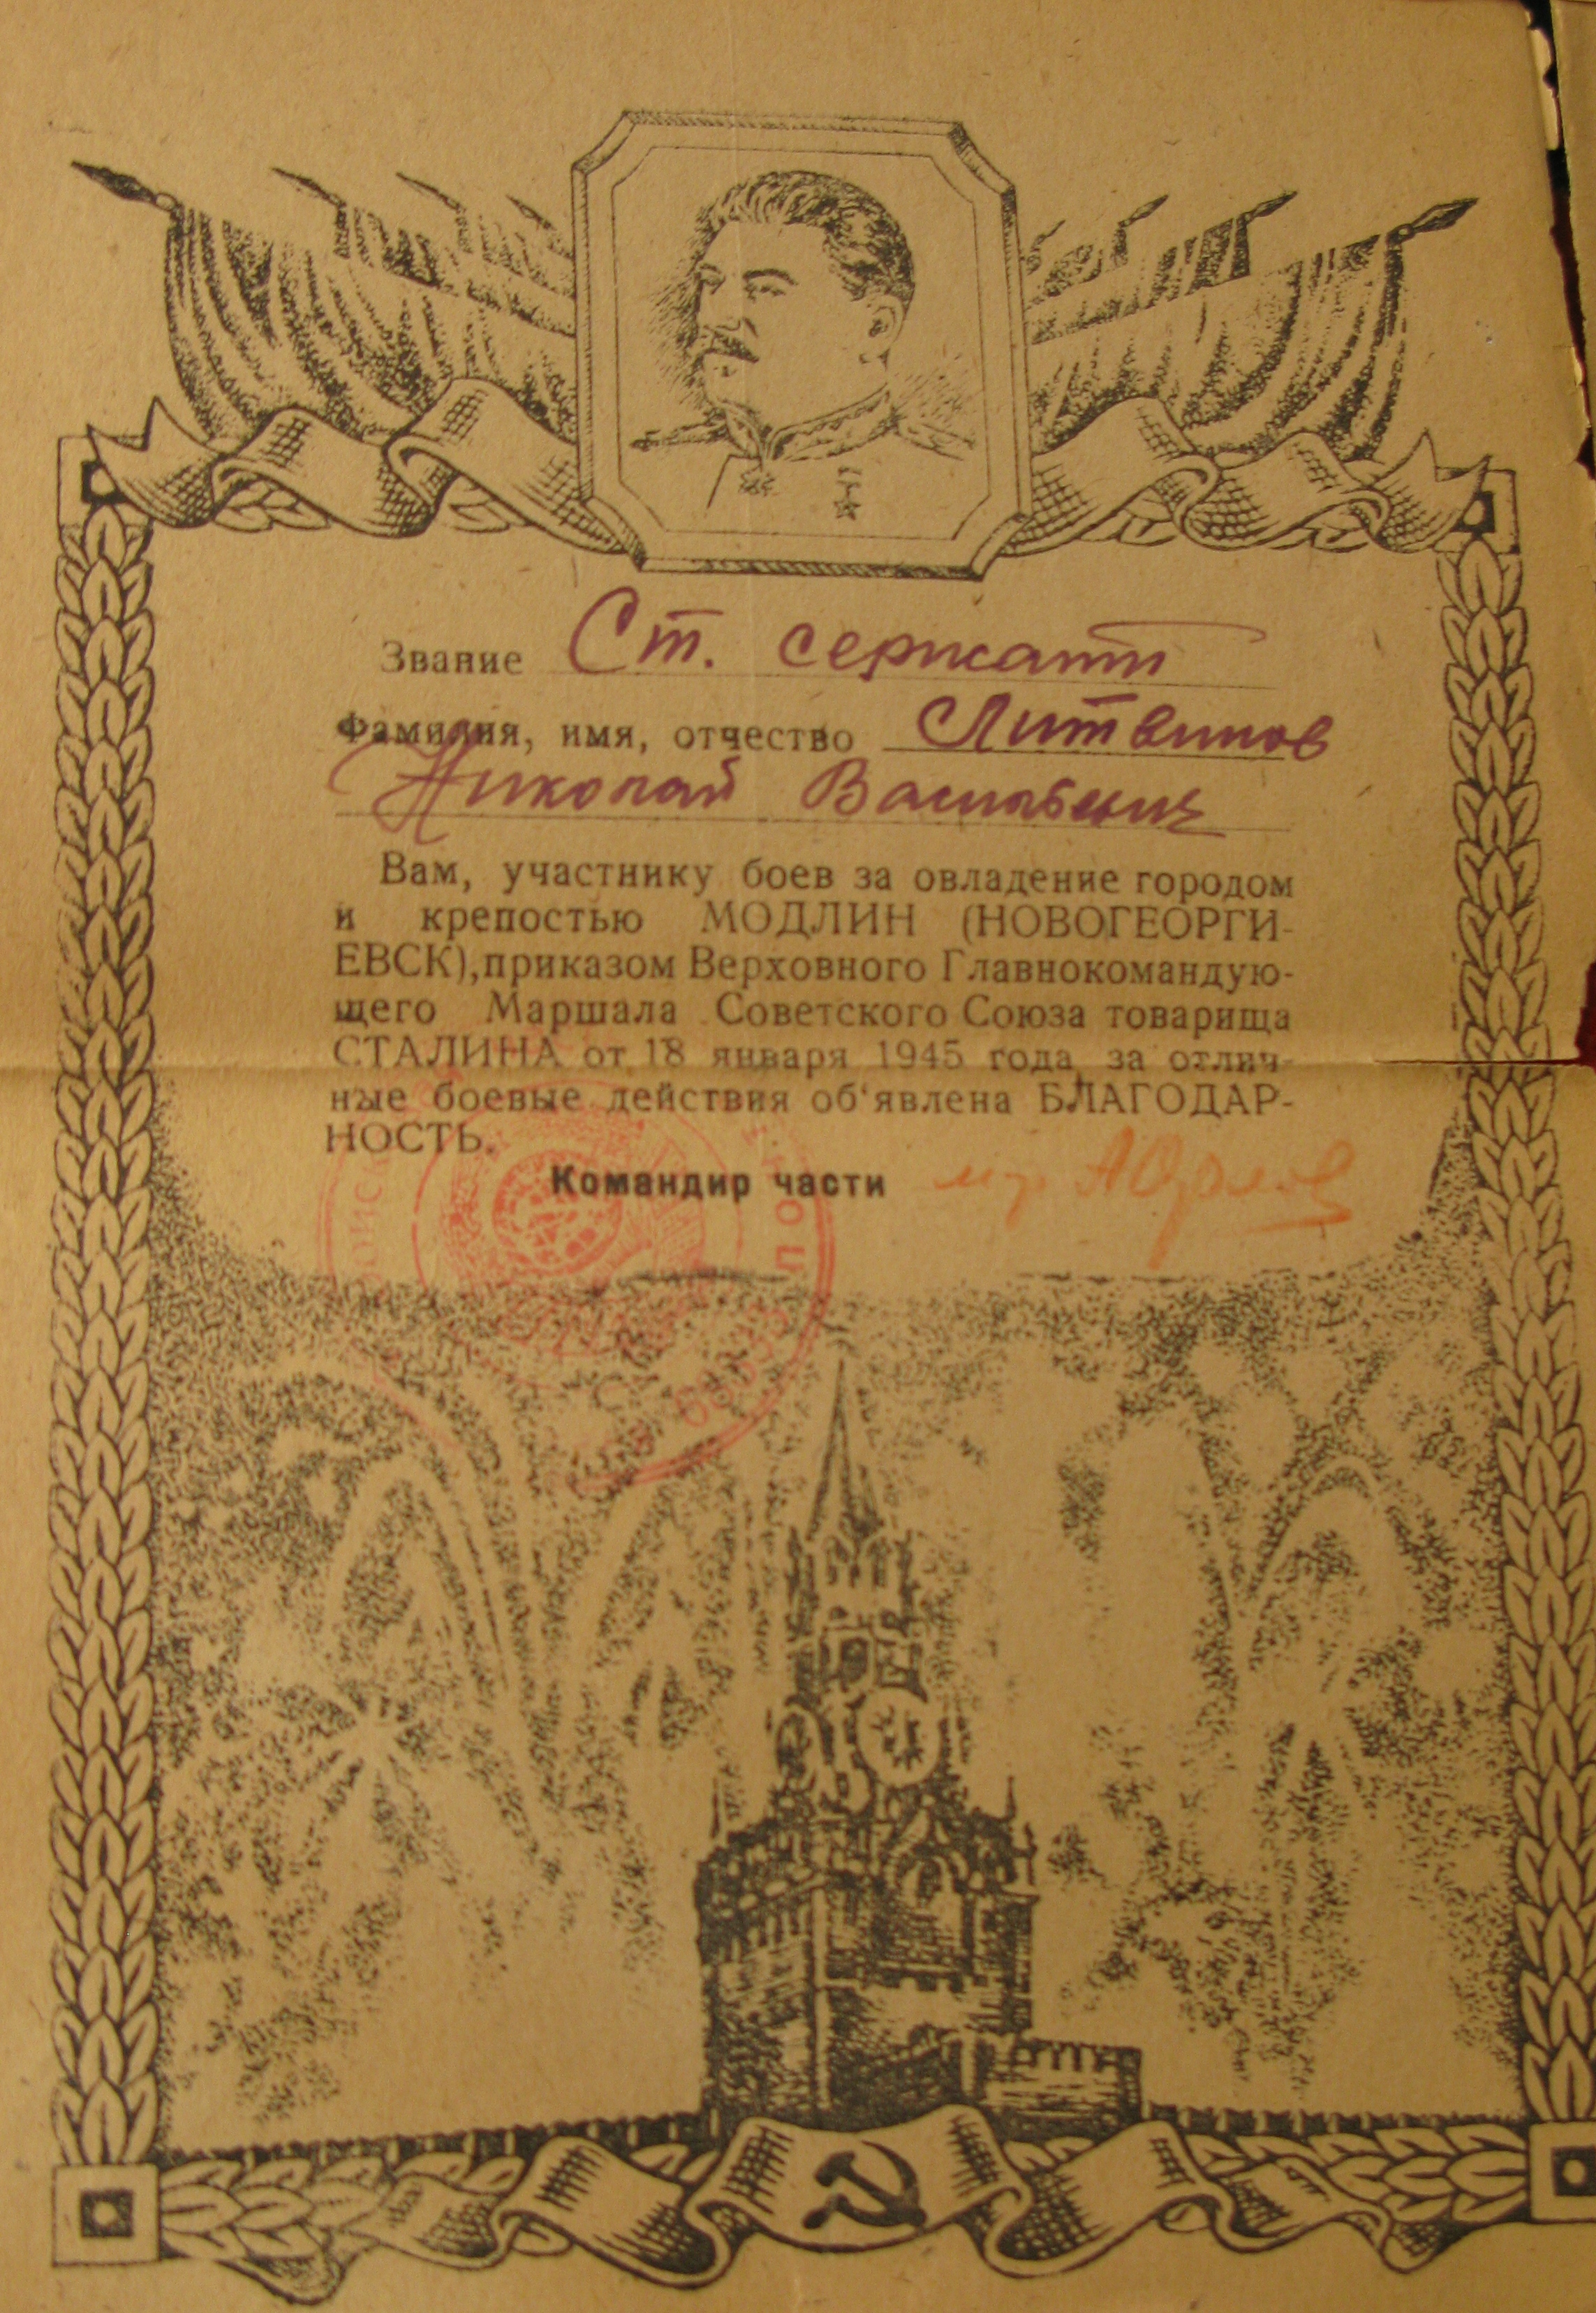 Звание Ст. сержант
Фамилия, имя, отчество Литвинов
Николай Васильевич
Вам, участнику боев за овладение городом
и крепостью МОДЛИН (НОВОГЕОРГИ-
ЕВСК), приказом Верховного Главнокомандую-
щего Маршала Советского Союза товарища
СТАЛИНА от 18 января 1945 года, за отлич-
ные боевые действия об‘явлена БЛАГОДАР-
НОСТЬ.
Командир части